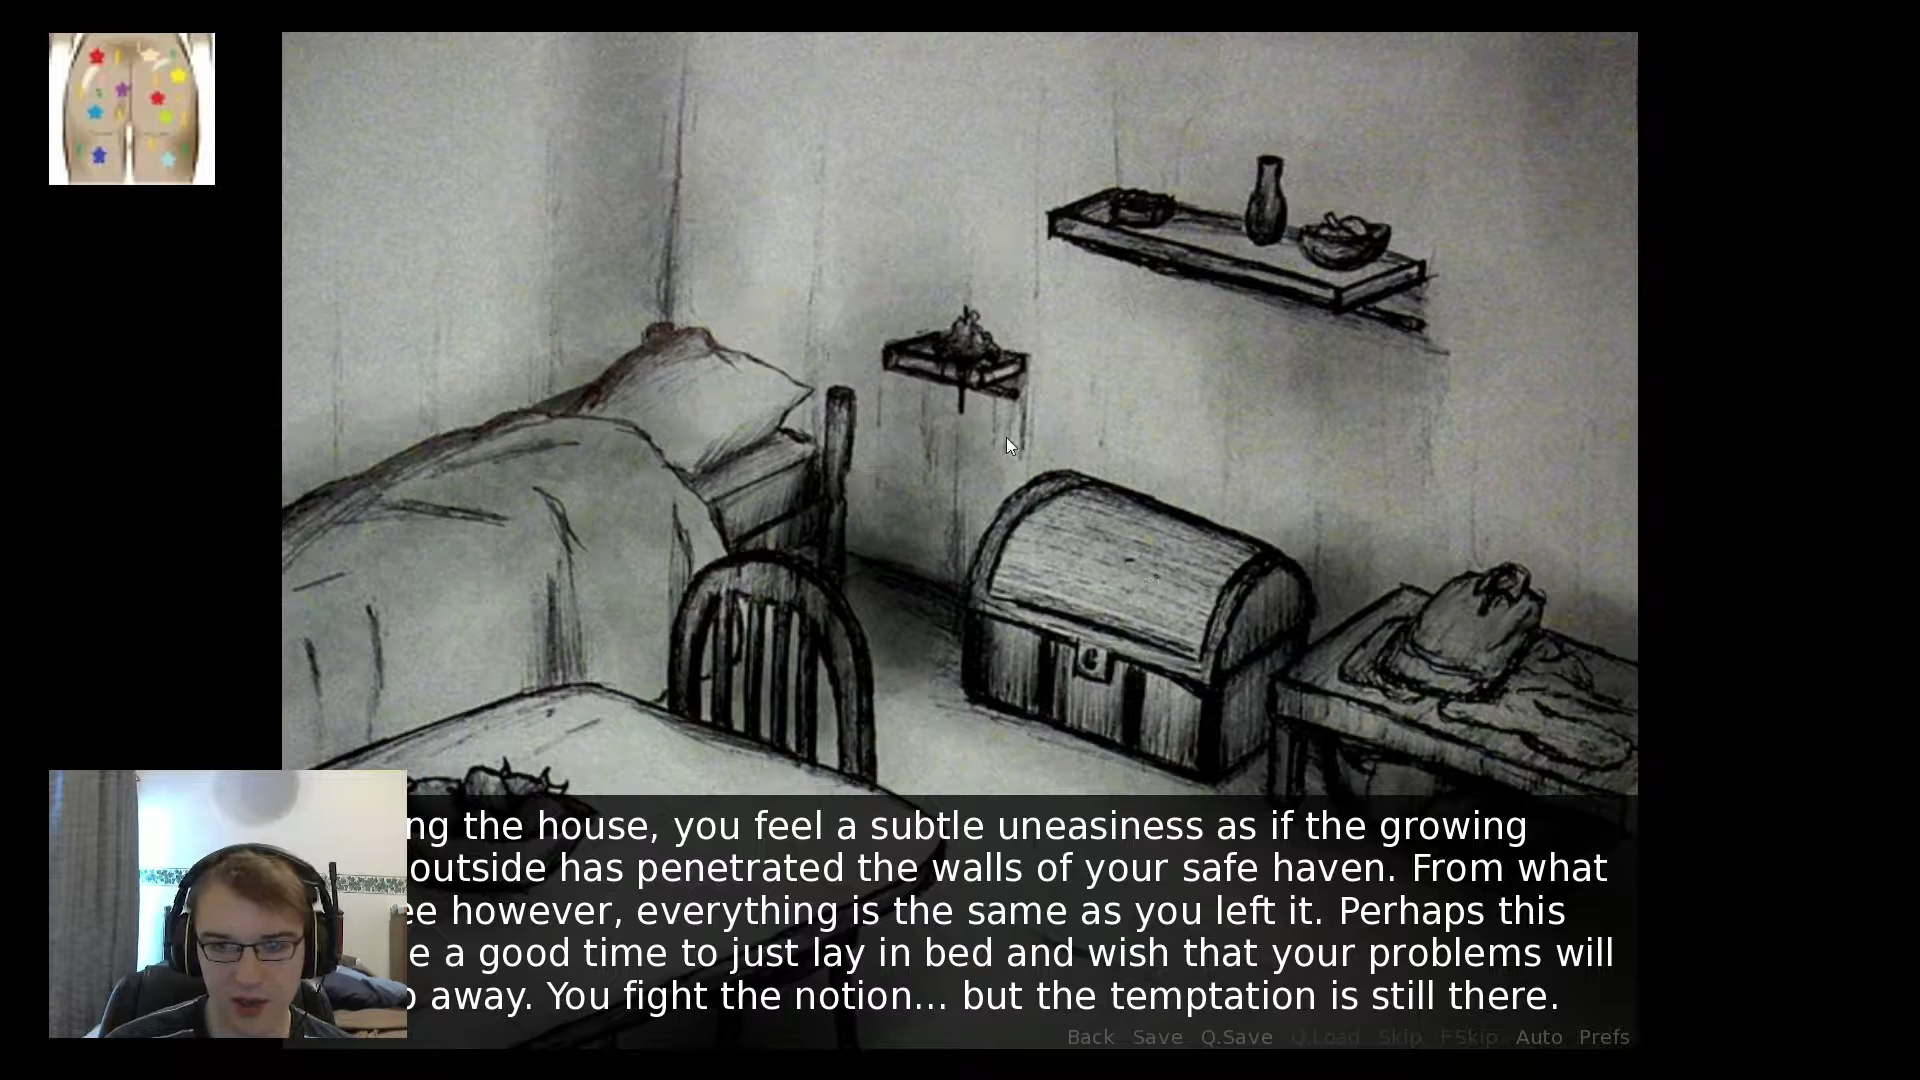 ng the house, you feel a subtle uneasiness as if the growing
outside has penetrated the walls of your safe haven. From what
ee however, everything is the same as you left it. Perhaps this
e a good time to just lay in bed and wish that your problems will
away. You fight the notion... but the temptation is still there.
Back Save Q.Save Q.Load Skip F.Skip Auto Prefs